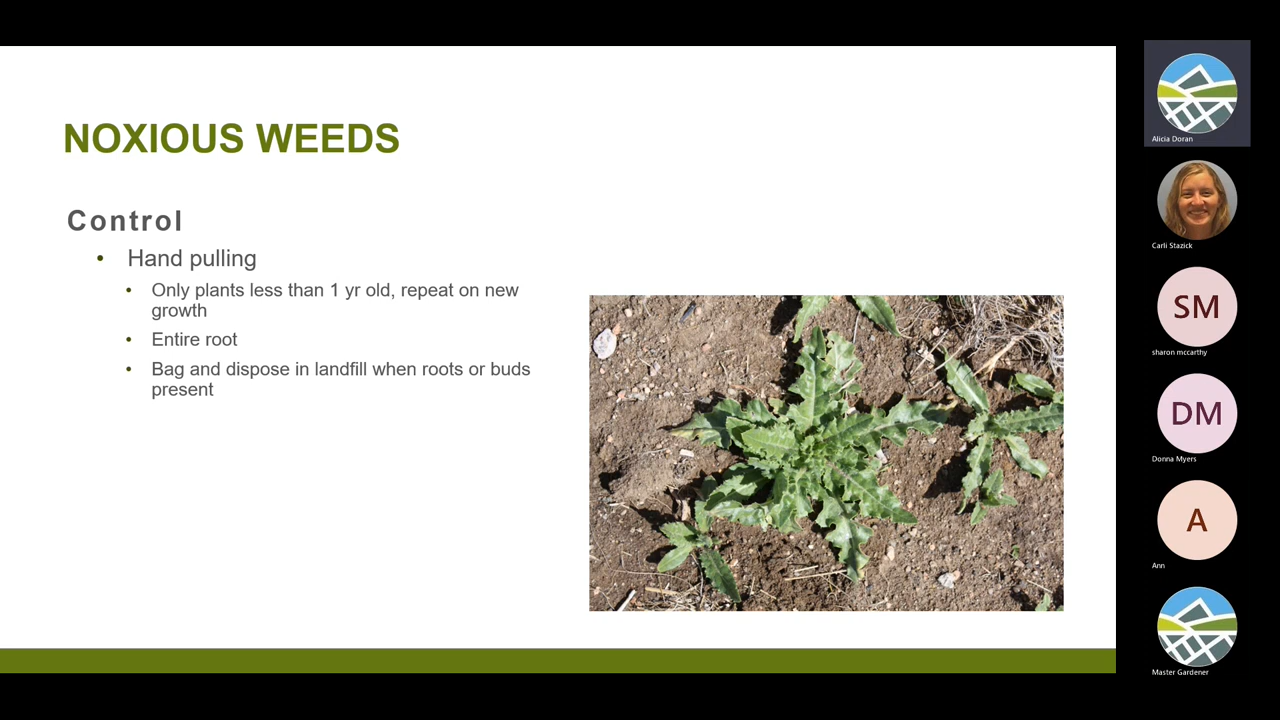 NOXIOUS WEEDS
Control
• Hand pulling
• Only plants less than 1 yr old, repeat on new
growth
• Entire root
• Bag and dispose in landfill when roots or buds
present
Alicia Doran
Carli Stazick
SM
sharon mccarthy
DM
Donna Myers
A
Ann
Master Gardener